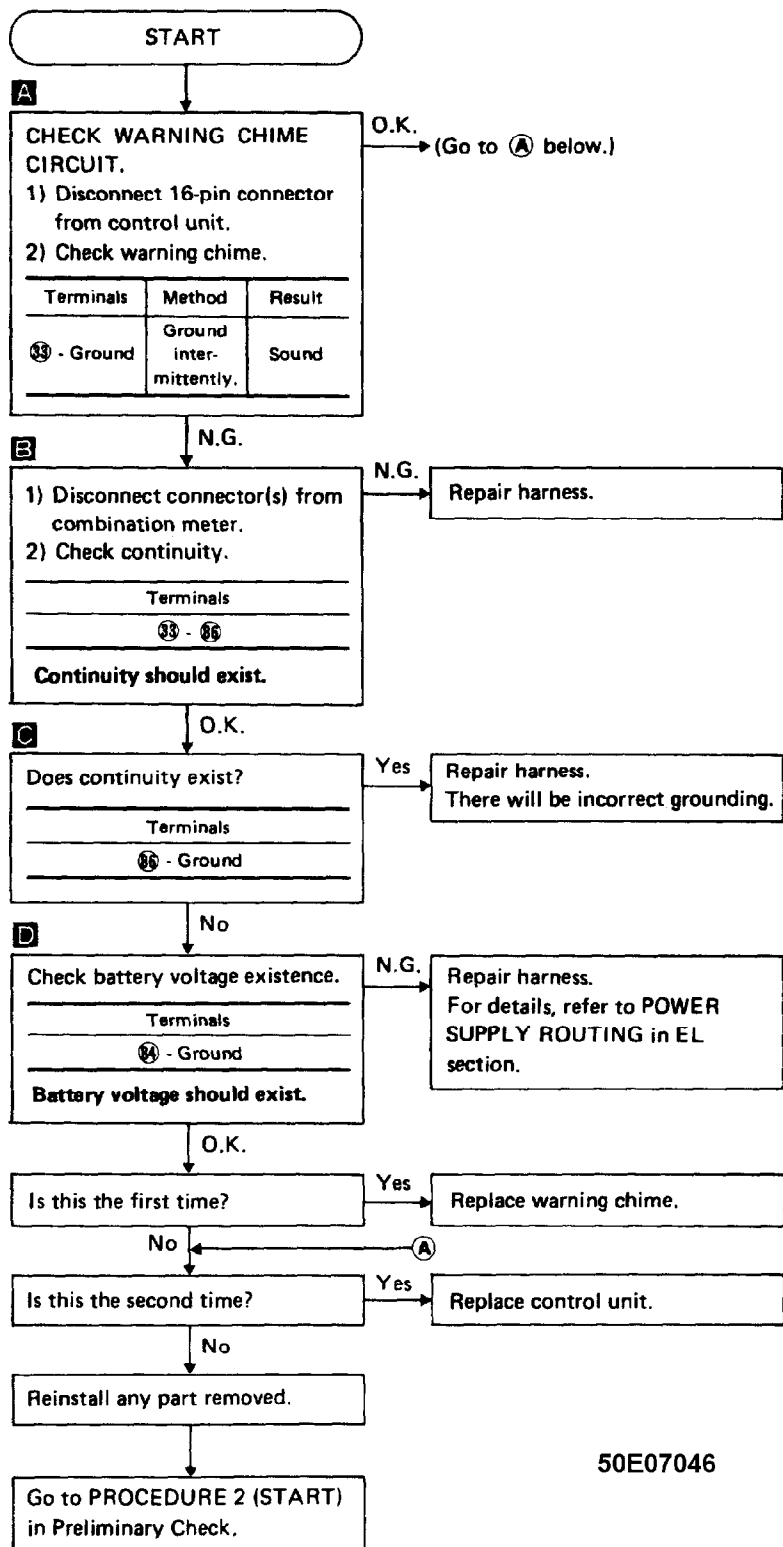 START
A
CHECK WARNING CHIME
CIRCUIT.
1) Disconnect 16-pin connector
from control unit.
2) Check warning chime.
Terminals Method Result
33 - Ground Ground
inter-
mittently. Sound
O.K.
(Go to A below.)
N.G.
B
1) Disconnect connector(s) from
combination meter.
2) Check continuity.
Terminals
33 - 86
Continuity should exist.
N.G.
Repair harness.
O.K.
C
Does continuity exist?
Terminals
86 - Ground
Yes
Repair harness.
There will be incorrect grounding.
No
D
Check battery voltage existence.
Terminals
84 - Ground
Battery voltage should exist.
N.G.
Repair harness.
For details, refer to POWER
SUPPLY ROUTING in EL
section.
O.K.
Is this the first time?
Yes
Replace warning chime.
No
A
Is this the second time?
Yes
Replace control unit.
No
Reinstall any part removed.
Go to PROCEDURE 2 (START)
in Preliminary Check.
50E07046